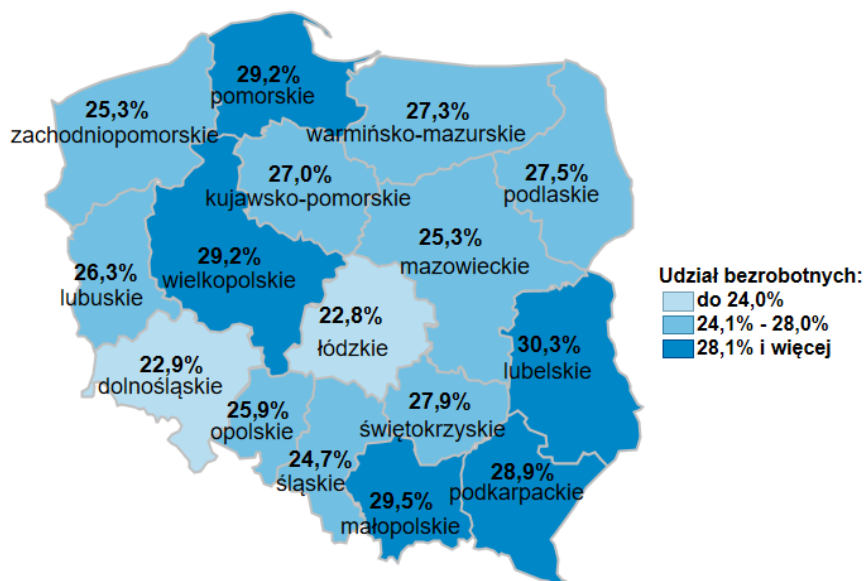 29,2%
pomorskie
25,3%
zachodniopomorskie
27,3%
warmińsko-mazurskie
27,0%
kujawsko-pomorskie
27,5%
podlaskie
29,2%
wielkopolskie
25,3%
mazowieckie
26,3%
lubuskie
22,8%
łódzkie
30,3%
lubelskie
22,9%
dolnośląskie
25,9%
opolskie
27,9%
świętokrzyskie
24,7%
śląskie
29,5%
małopolskie
28,9%
podkarpackie
Udział bezrobotnych:
do 24,0%
24,1% - 28,0%
28,1% i więcej